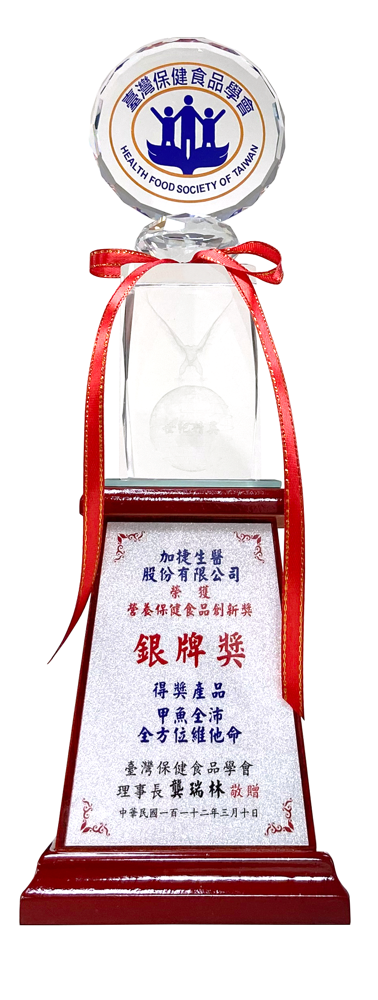 臺灣保健食品學會
HEALTH FOOD SOCIETY OF TAIWAN
世紀精英
加捷生醫
股份有限公司
榮 獲
營養保健食品創新獎
銀牌獎
得獎產品
甲魚全沛
全方位維他命
臺灣保健食品學會
理事長 龔瑞林 敬贈
中華民國一百一十二年三月十日